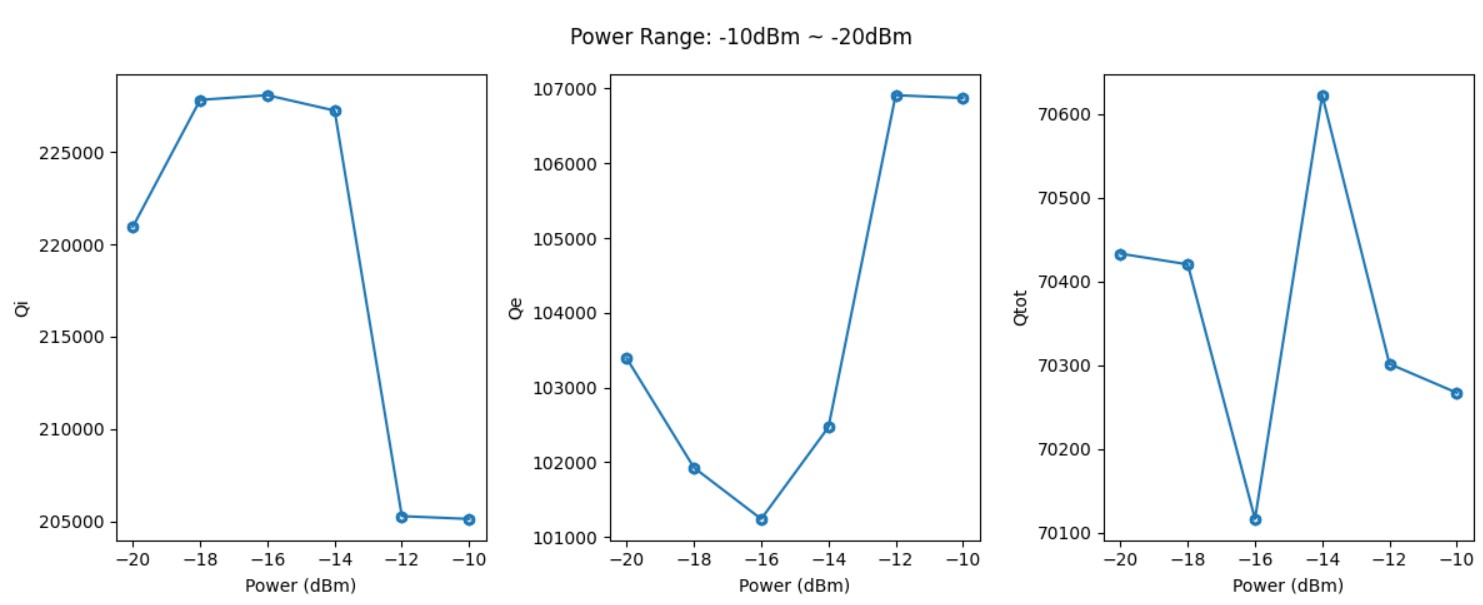 Power Range: -10dBm ~ -20dBm
Qi
225000
220000
215000
210000
205000
−20 −18 −16 −14 −12 −10
Power (dBm)
Qe
107000
106000
105000
104000
103000
102000
101000
−20 −18 −16 −14 −12 −10
Power (dBm)
Qtot
70600
70500
70400
70300
70200
70100
−20 −18 −16 −14 −12 −10
Power (dBm)